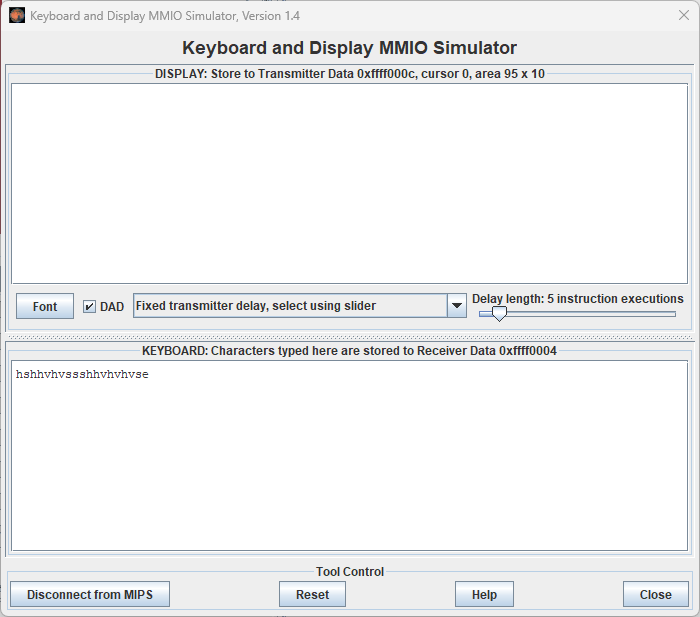 Keyboard and Display MMIO Simulator, Version 1.4
Keyboard and Display MMIO Simulator
DISPLAY: Store to Transmitter Data 0xffff000c, cursor 0, area 95 x 10
Font
DAD
Fixed transmitter delay, select using slider
Delay length: 5 instruction executions
KEYBOARD: Characters typed here are stored to Receiver Data 0xffff0004
hshhvhvssshhvhvhvse
Tool Control
Disconnect from MIPS
Reset
Help
Close